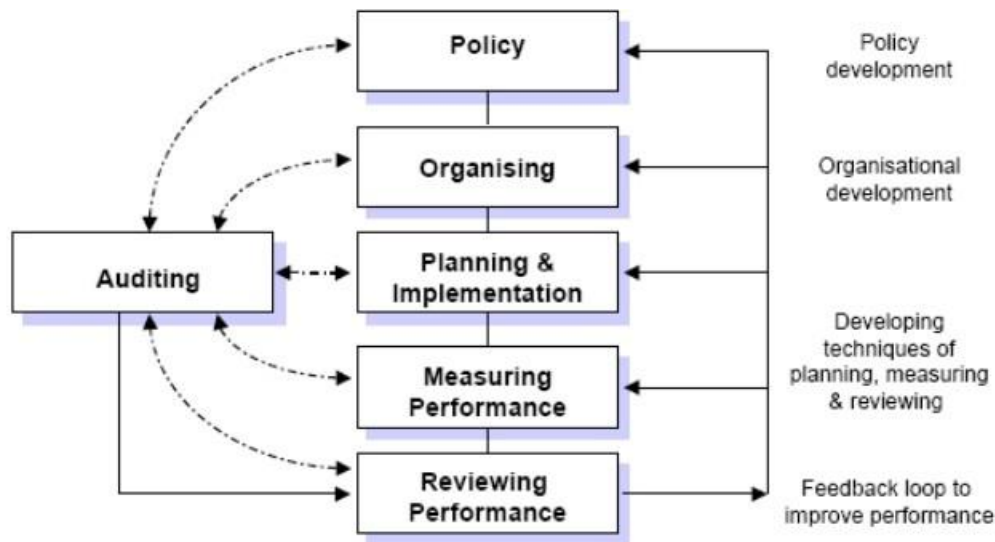 Policy
Policy
development
Organising
Organisational
development
Auditing
Planning &
Implementation
Developing
techniques of
planning, measuring
& reviewing
Measuring
Performance
Reviewing
Performance
Feedback loop to
improve performance